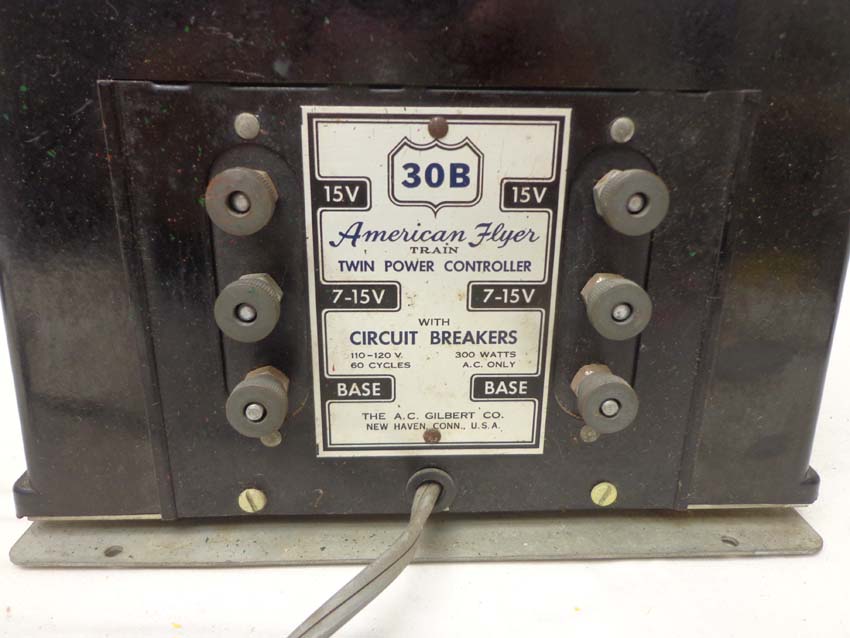 30B
15V 15V
American Flyer
TRAIN
TWIN POWER CONTROLLER
7-15V 7-15V
WITH
CIRCUIT BREAKERS
110-120 V. 300 WATTS
60 CYCLES A.C. ONLY
BASE BASE
THE A.C. GILBERT CO.
NEW HAVEN, CONN., U.S.A.